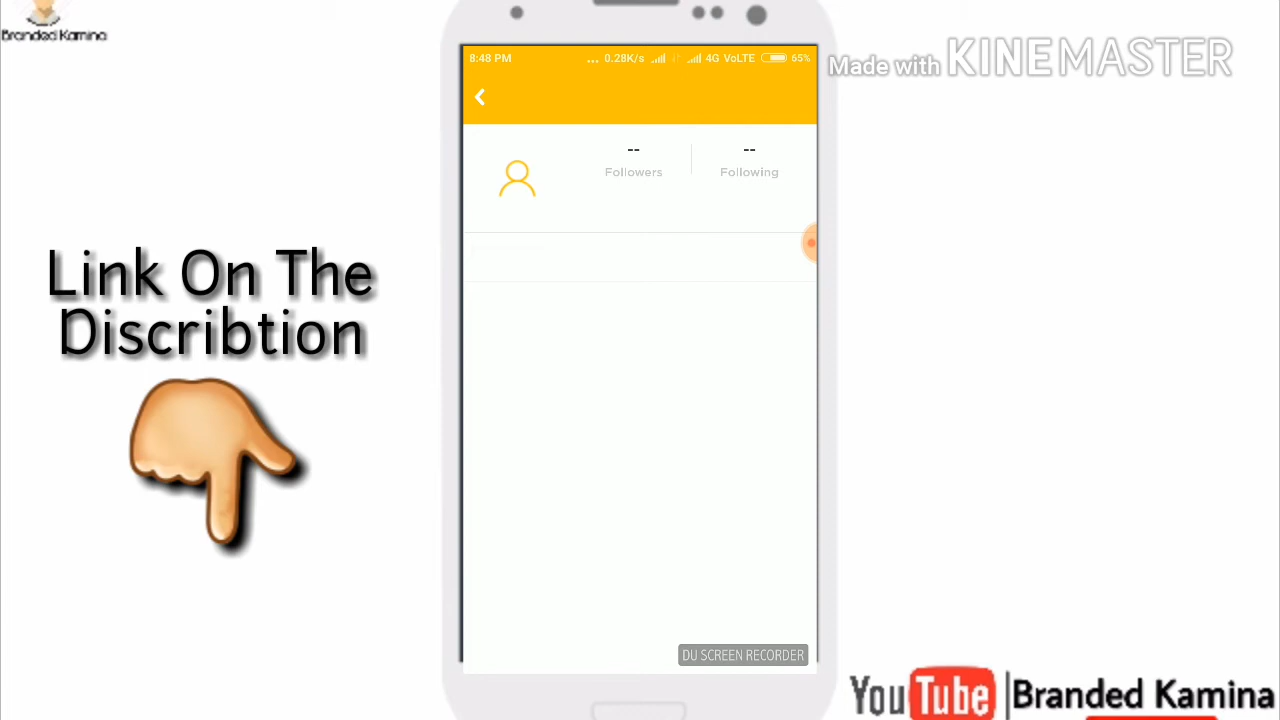 Branded Kamina
Made with KINEMASTER
8:48 PM ... 0.28K/s 4G VoLTE 65%
-- --
Followers Following
Link On The
Discribtion
DU SCREEN RECORDER
YouTube Branded Kamina